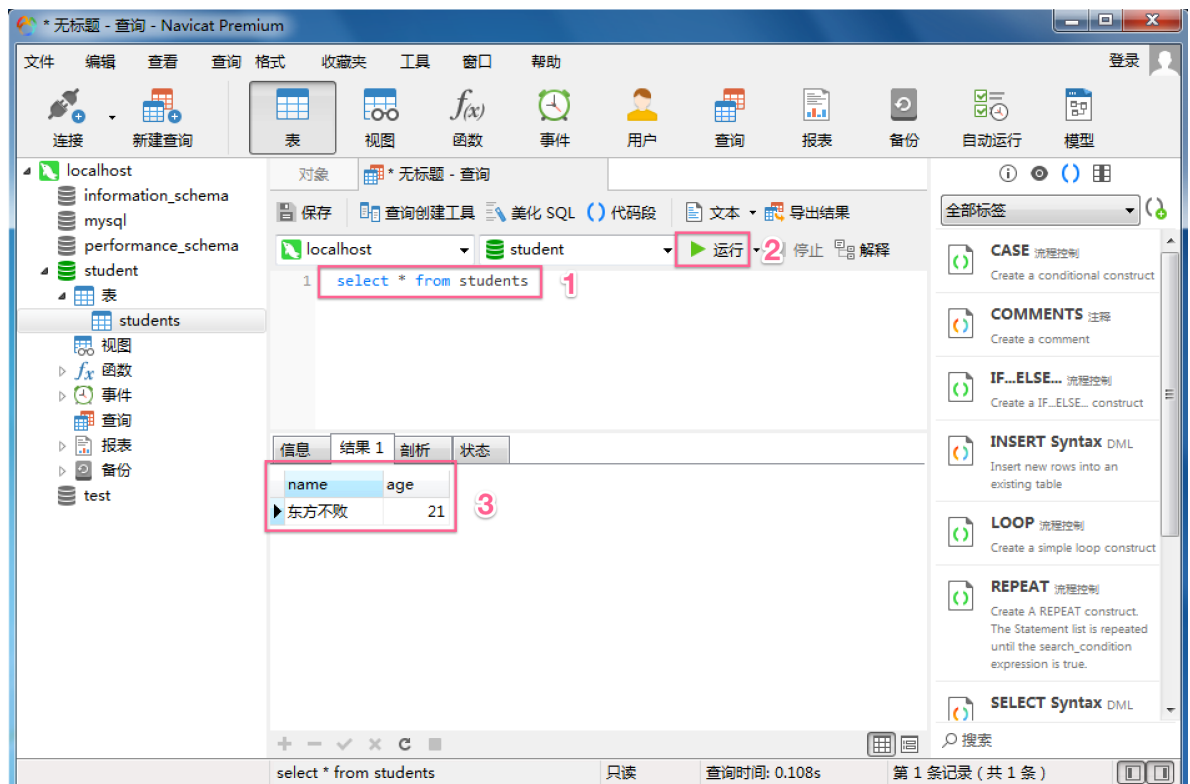 * 无标题 - 查询 - Navicat Premium
文件 编辑 查看 查询 格式 收藏夹 工具 窗口 帮助 登录
连接 新建查询 表 视图 函数 事件 用户 查询 报表 备份 自动运行 模型
f(x)
localhost
information_schema
mysql
performance_schema
student
表
students
视图
fx 函数
事件
查询
报表
备份
test
对象 * 无标题 - 查询
保存 查询创建工具 美化 SQL () 代码段 文本 导出结果
localhost student 运行 2 停止 解释
1 select * from students 1
信息 结果 1 剖析 状态
name age
东方不败 21
3
全部标签
CASE 流程控制
Create a conditional construct
COMMENTS 注释
Create a comment
IF...ELSE... 流程控制
Create a IF...ELSE... construct
INSERT Syntax DML
Insert new rows into an
existing table
LOOP 流程控制
Create a simple loop construct
REPEAT 流程控制
Create A REPEAT construct.
The Statement list is repeated
until the search_condition
expression is true.
SELECT Syntax DML
搜索
select * from students 只读 查询时间: 0.108s 第 1 条记录 ( 共 1 条 )